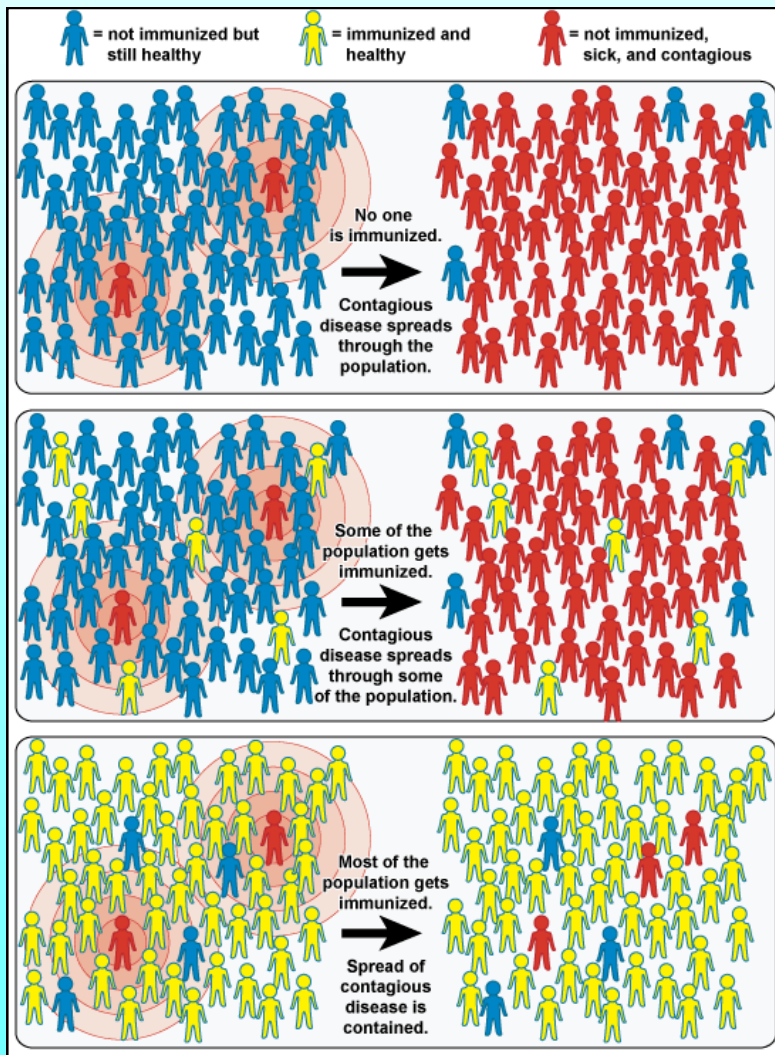 = not immunized but
still healthy
= immunized and
healthy
= not immunized,
sick, and contagious
No one
is immunized.
Contagious
disease spreads
through the
population.
Some of the
population gets
immunized.
Contagious
disease spreads
through some
of the population.
Most of the
population gets
immunized.
Spread of
contagious
disease is
contained.